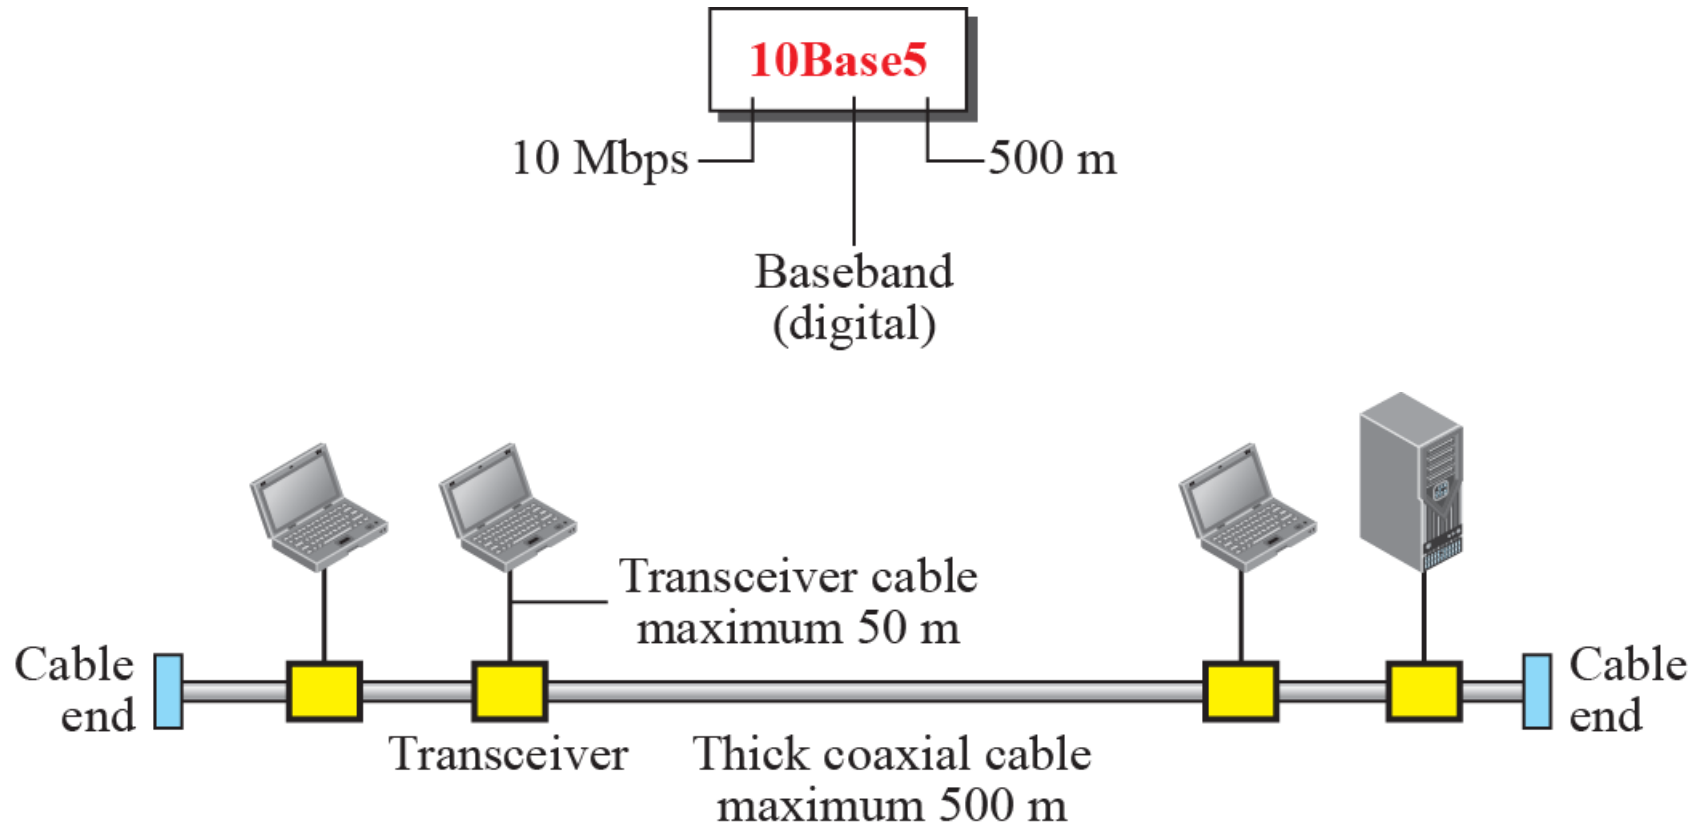 10Base5
10 Mbps
500 m
Baseband
(digital)
Transceiver cable
maximum 50 m
Cable
end
Cable
end
Transceiver
Thick coaxial cable
maximum 500 m